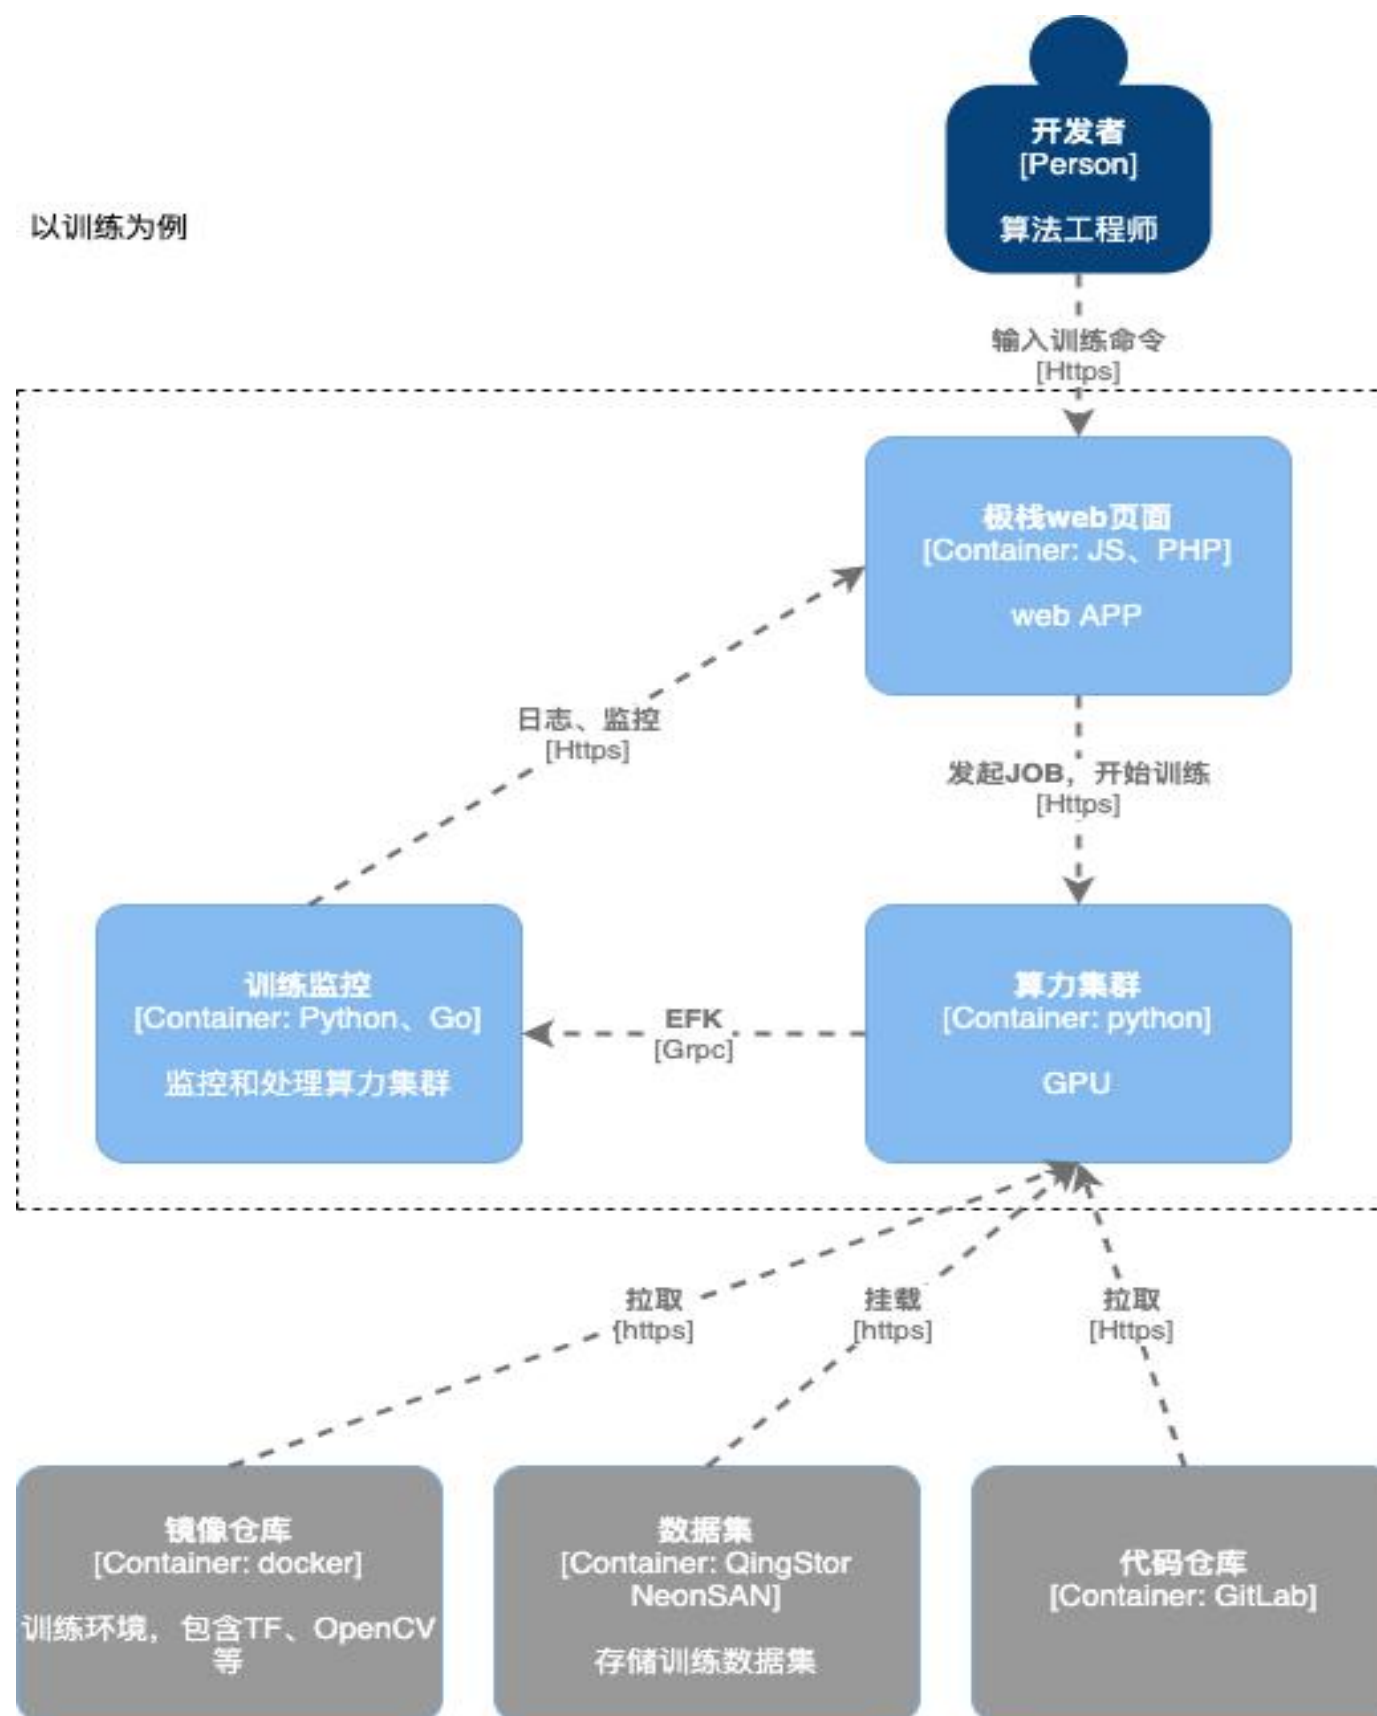 开发者
[Person]
算法工程师
以训练为例
输入训练命令
[Https]
极栈web页面
[Container: JS、PHP]
web APP
日志、监控
[Https]
发起JOB，开始训练
[Https]
训练监控
[Container: Python、Go]
监控和处理算力集群
EFK
[Grpc]
算力集群
[Container: python]
GPU
拉取
[https]
挂载
[https]
拉取
[Https]
镜像仓库
[Container: docker]
训练环境，包含TF、OpenCV
等
数据集
[Container: QingStor
NeonSAN]
存储训练数据集
代码仓库
[Container: GitLab]